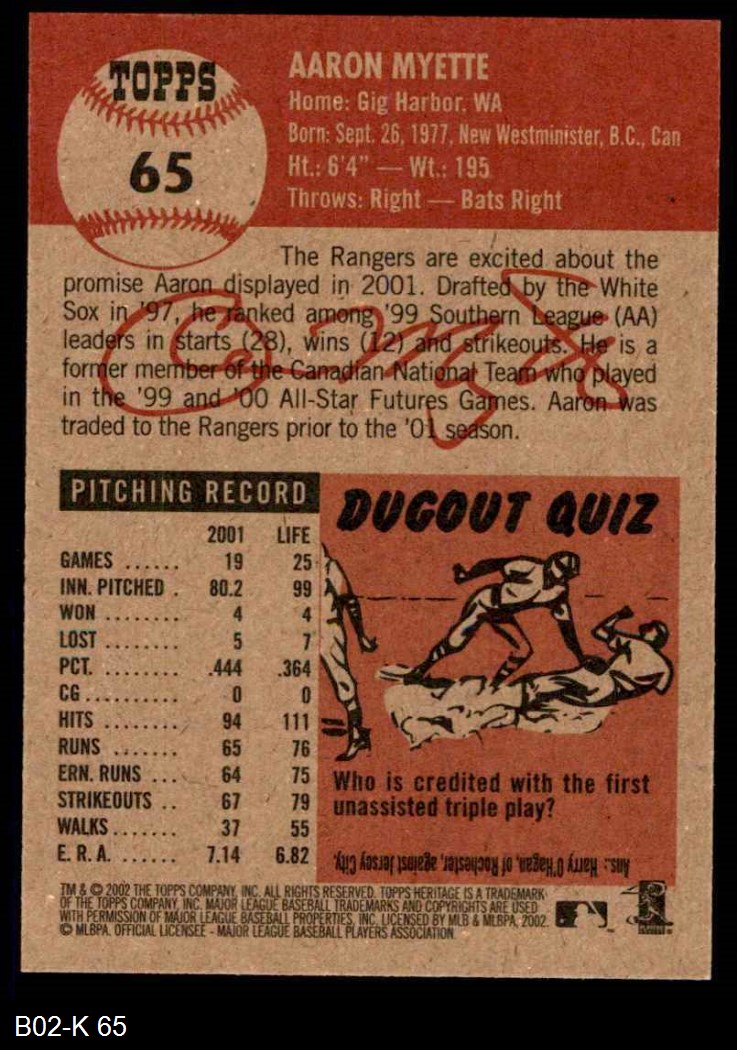 TOPPS
65
AARON MYETTE
Home: Gig Harbor, WA
Born: Sept. 26, 1977, New Westminister, B.C., Can
Ht.: 6'4" — Wt.: 195
Throws: Right — Bats Right
The Rangers are excited about the
promise Aaron displayed in 2001. Drafted by the White
Sox in '97, he ranked among '99 Southern League (AA)
leaders in starts (28), wins (12) and strikeouts. He is a
former member of the Canadian National Team who played
in the '99 and '00 All-Star Futures Games. Aaron was
traded to the Rangers prior to the '01 season.
PITCHING RECORD
2001 LIFE
GAMES ...... 19 25
INN. PITCHED . 80.2 99
WON ........ 4 4
LOST ........ 5 7
PCT. ......... .444 .364
CG .......... 0 0
HITS ........ 94 111
RUNS ....... 65 76
ERN. RUNS ... 64 75
STRIKEOUTS .. 67 79
WALKS ....... 37 55
E. R. A. ...... 7.14 6.82
DUGOUT QUIZ
Who is credited with the first
unassisted triple play?
Ans.: Harry O'Hagan, of Rochester, against Jersey City.
TM & © 2002 THE TOPPS COMPANY, INC. ALL RIGHTS RESERVED. TOPPS HERITAGE IS A TRADEMARK
OF THE TOPPS COMPANY, INC. MAJOR LEAGUE BASEBALL TRADEMARKS AND COPYRIGHTS ARE USED
WITH PERMISSION OF MAJOR LEAGUE BASEBALL PROPERTIES, INC. LICENSED BY MLB & MLBPA, 2002.
© MLBPA. OFFICIAL LICENSEE - MAJOR LEAGUE BASEBALL PLAYERS ASSOCIATION
B02-K 65